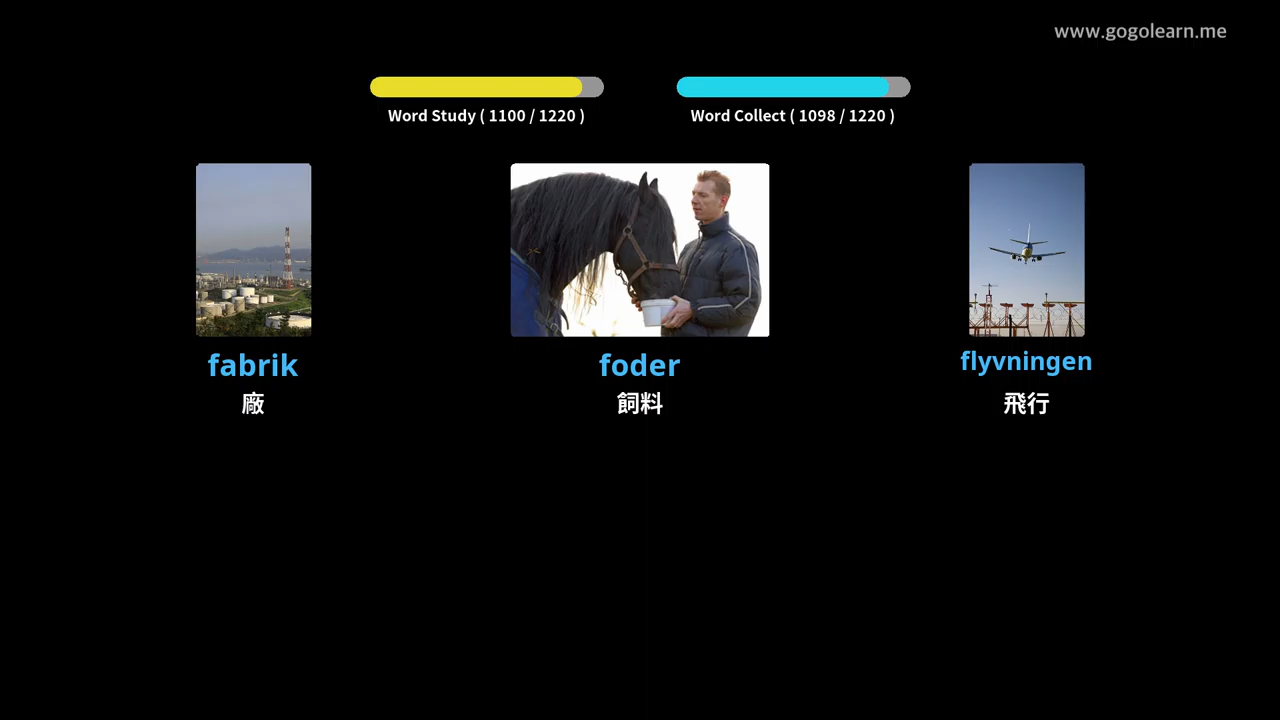 www.gogolearn.me
Word Study ( 1100 / 1220 )
Word Collect ( 1098 / 1220 )
fabrik
foder
flyvningen
廠
飼料
飛行